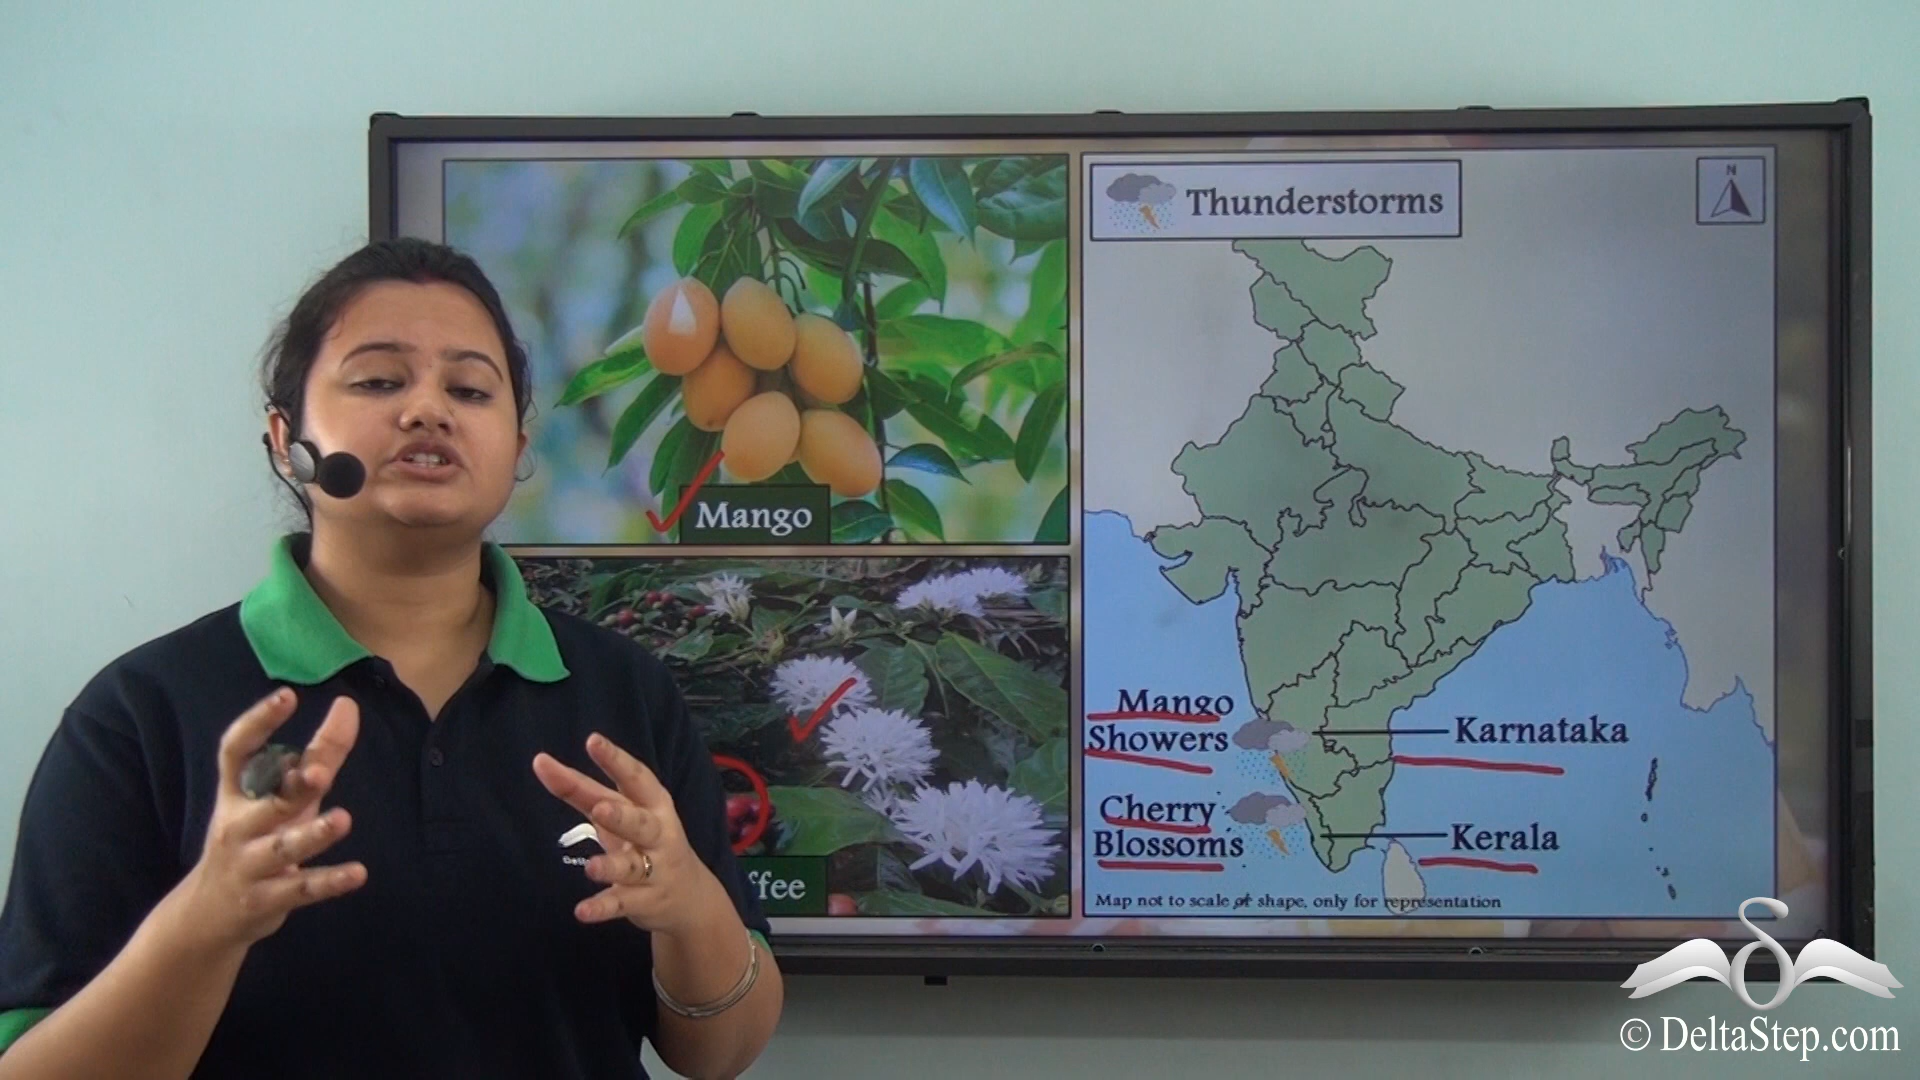 Mango
Thunderstorms
N
Mango
Showers
Karnataka
Cherry
Blossoms
Kerala
Map not to scale or shape, only for representation
© DeltaStep.com